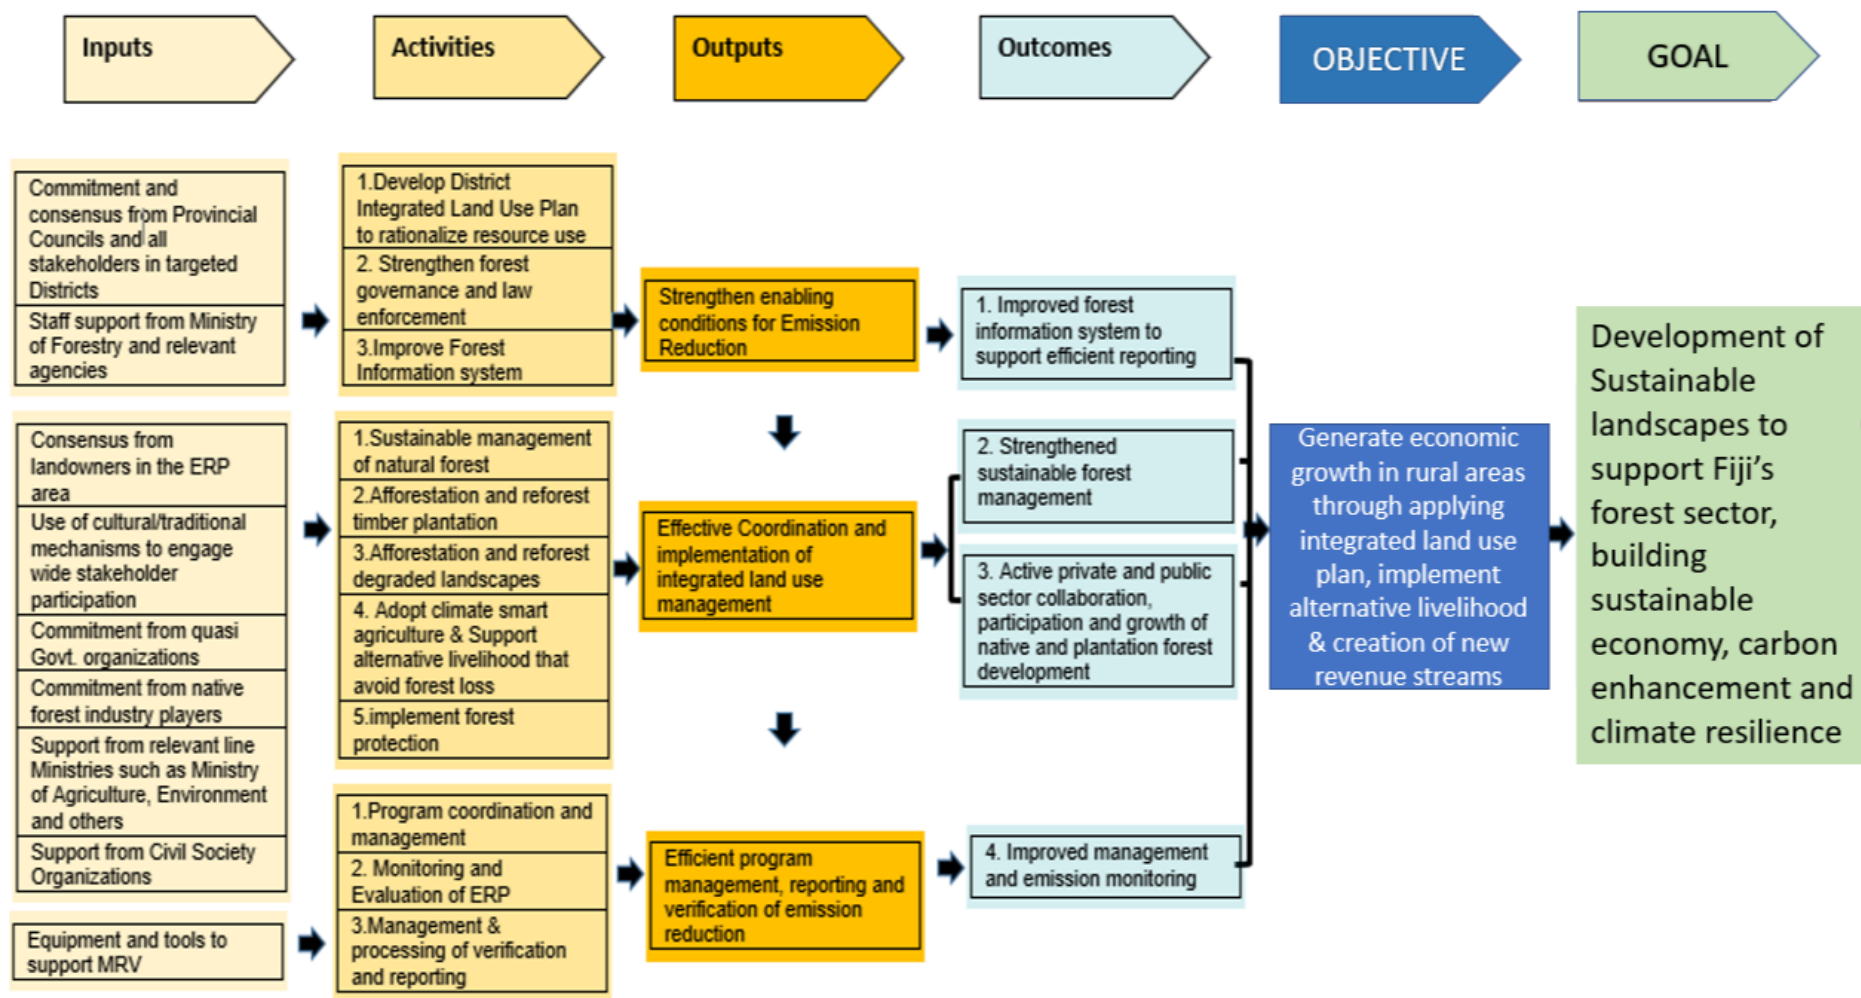 Inputs
Activities
Outputs
Outcomes
OBJECTIVE
GOAL
Commitment and
consensus from Provincial
Councils and all
stakeholders in targeted
Districts
Staff support from Ministry
of Forestry and relevant
agencies
Consensus from
landowners in the ERP
area
Use of cultural/traditional
mechanisms to engage
wide stakeholder
participation
Commitment from quasi
Govt. organizations
Commitment from native
forest industry players
Support from relevant line
Ministries such as Ministry
of Agriculture, Environment
and others
Support from Civil Society
Organizations
Equipment and tools to
support MRV
1.Develop District
Integrated Land Use Plan
to rationalize resource use
2. Strengthen forest
governance and law
enforcement
3.Improve Forest
Information system
1.Sustainable management
of natural forest
2.Afforestation and reforest
timber plantation
3.Afforestation and reforest
degraded landscapes
4. Adopt climate smart
agriculture & Support
alternative livelihood that
avoid forest loss
5.implement forest
protection
1.Program coordination and
management
2. Monitoring and
Evaluation of ERP
3.Management &
processing of verification
and reporting
Strengthen enabling
conditions for Emission
Reduction
Effective Coordination and
implementation of
integrated land use
management
Efficient program
management, reporting and
verification of emission
reduction
1. Improved forest
information system to
support efficient reporting
2. Strengthened
sustainable forest
management
3. Active private and public
sector collaboration,
participation and growth of
native and plantation forest
development
4. Improved management
and emission monitoring
Generate economic
growth in rural areas
through applying
integrated land use
plan, implement
alternative livelihood
& creation of new
revenue streams
Development of
Sustainable
landscapes to
support Fiji’s
forest sector,
building
sustainable
economy, carbon
enhancement and
climate resilience